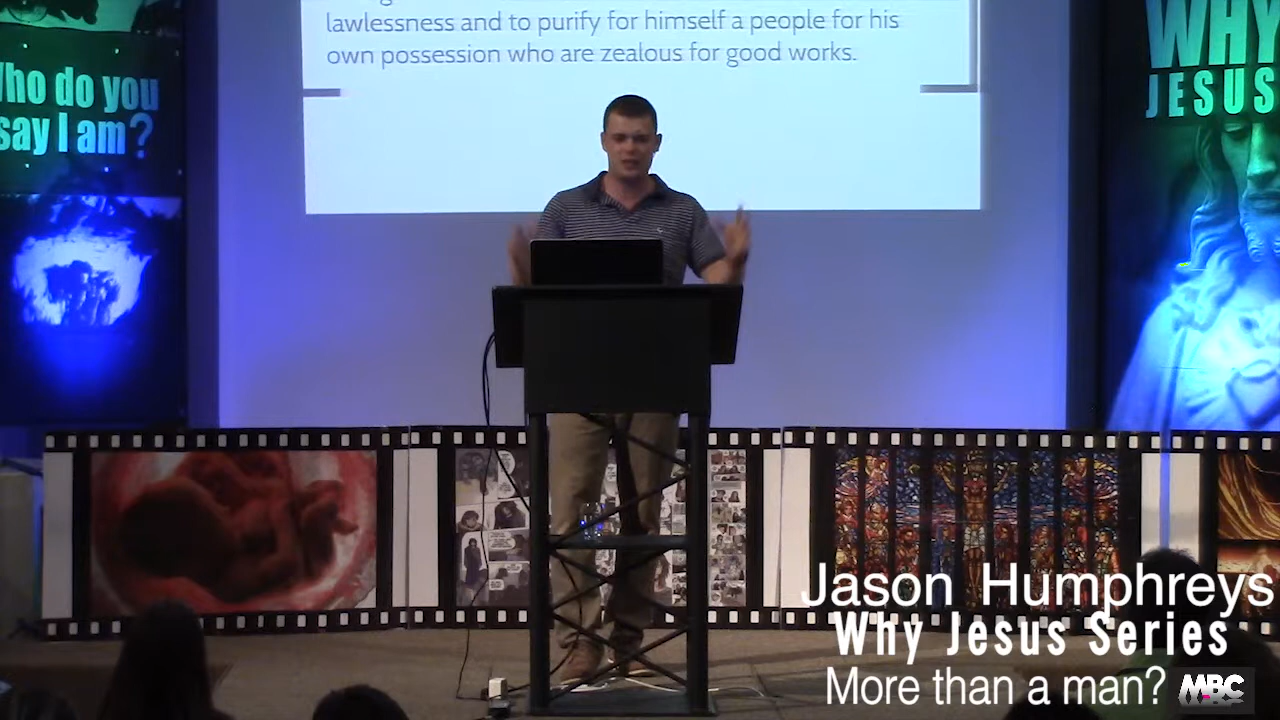 lawlessness and to purify for himself a people for his
own possession who are zealous for good works.
Who do you
say I am?
WHY
JESUS
Jason Humphreys
Why Jesus Series
More than a man?
MBC